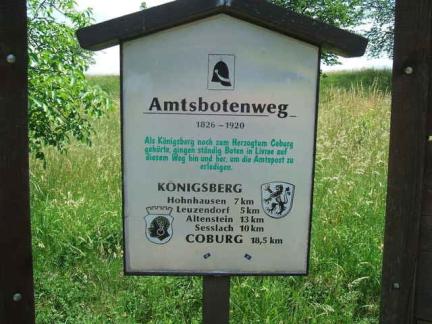 Amtsbotenweg
1826 - 1920
Als Königsberg noch zum Herzogtum Coburg
gehörte, gingen ständig Boten in Livree auf
diesem Weg hin und her, um die Amtspost zu
erledigen.
KÖNIGSBERG
Hohnhausen 7 km
Leuzendorf 5 km
Altenstein 13 km
Sesslach 10 km
COBURG 18,5 km